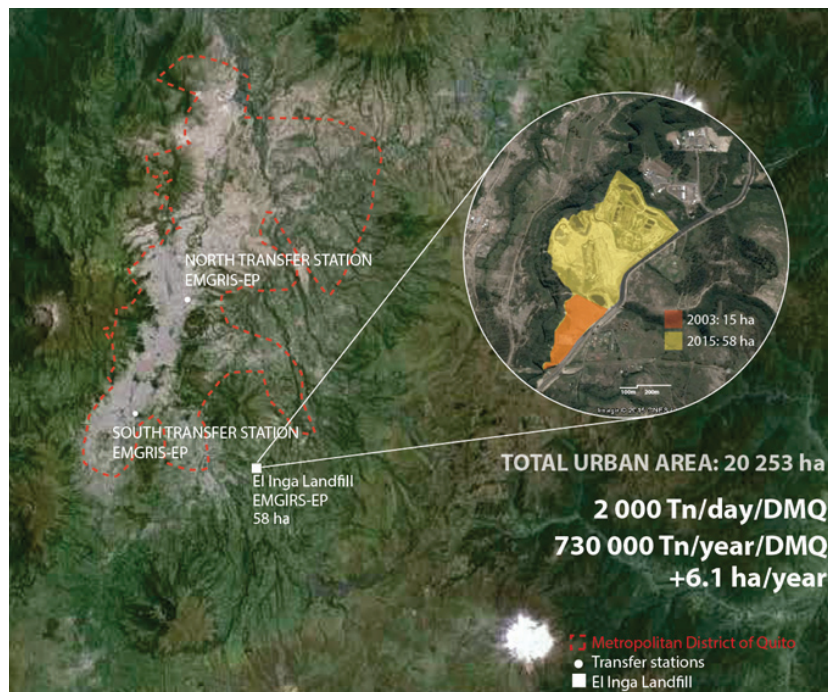 NORTH TRANSFER STATION
EMGRIS-EP
2003: 15 ha
2015: 58 ha
100m 200m
SOUTH TRANSFER STATION
EMGRIS-EP
El Inga Landfill
EMGIRS-EP
58 ha
TOTAL URBAN AREA: 20 253 ha
2 000 Tn/day/DMQ
730 000 Tn/year/DMQ
+6.1 ha/year
Metropolitan District of Quito
Transfer stations
El Inga Landfill